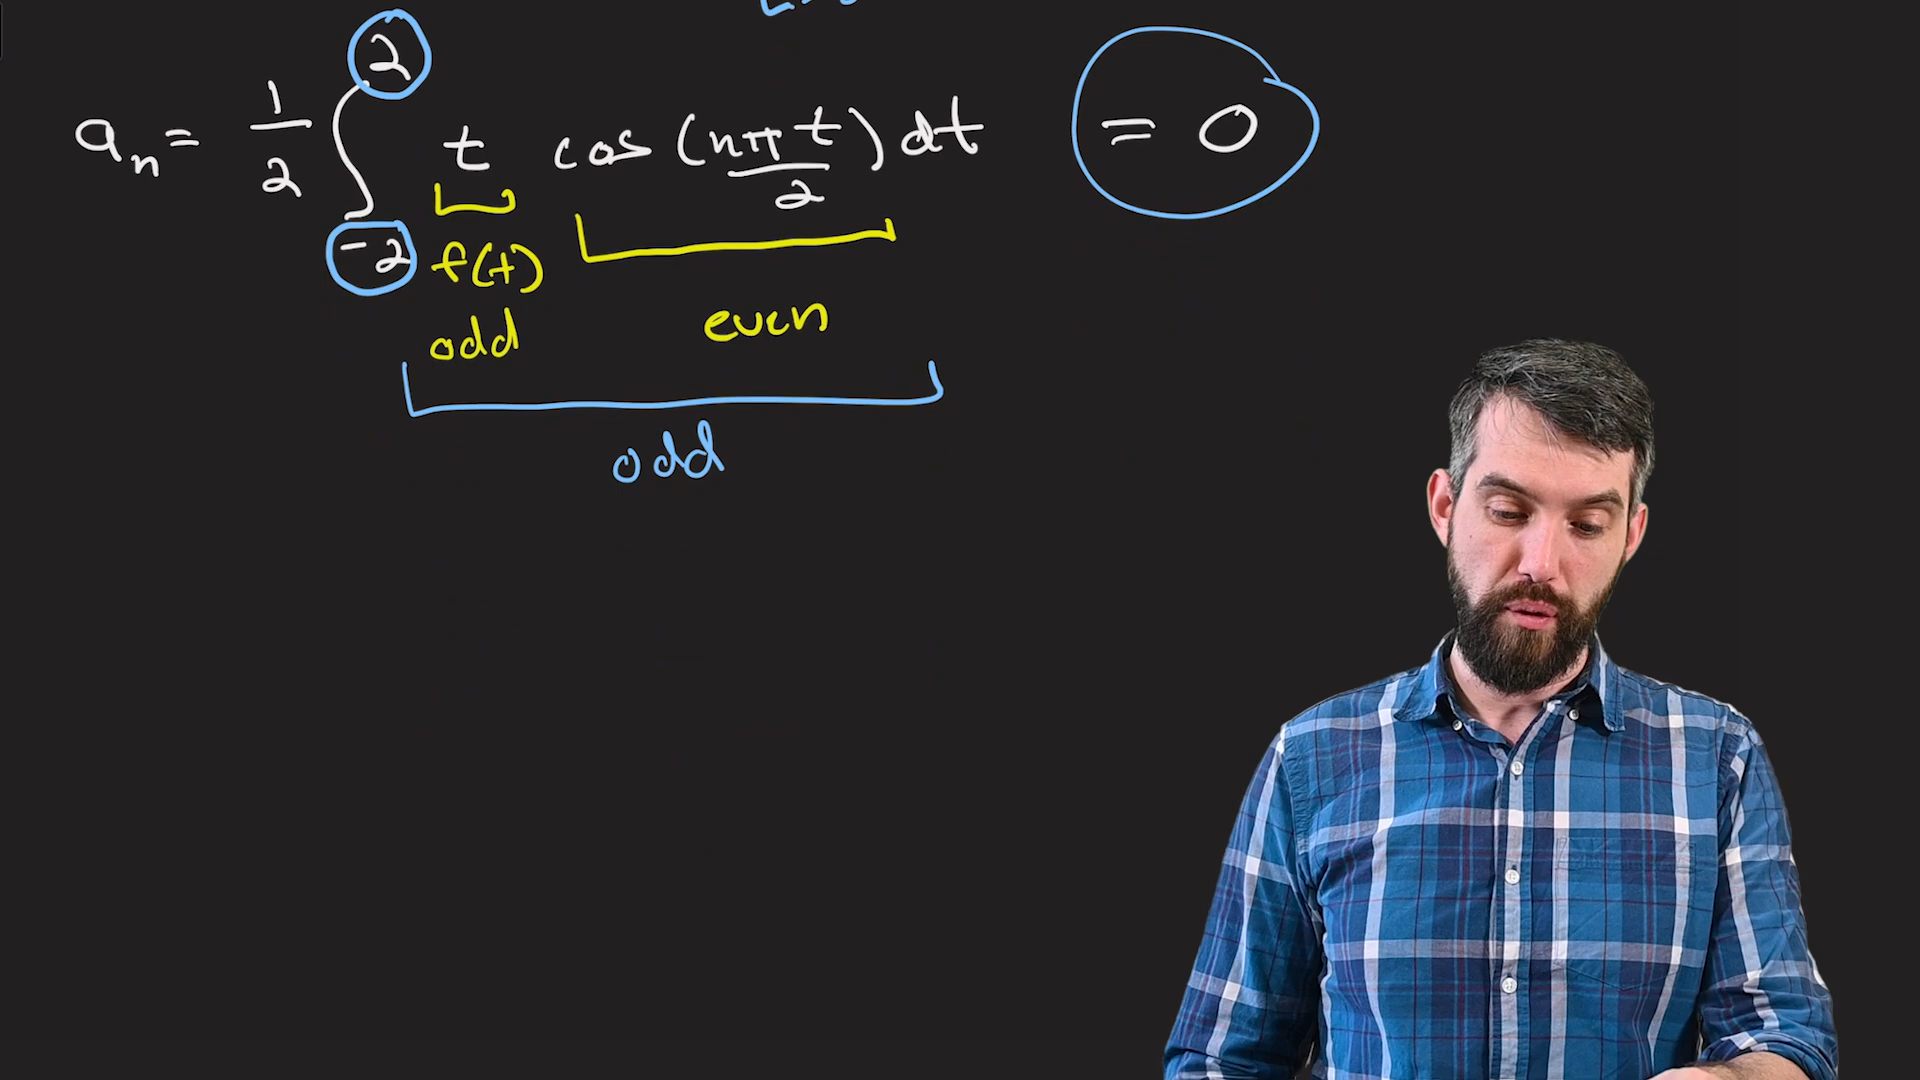 aₙ = 1/2 ∫₋₂² t cos(nπt/2) dt = 0
f(t)
odd even
odd